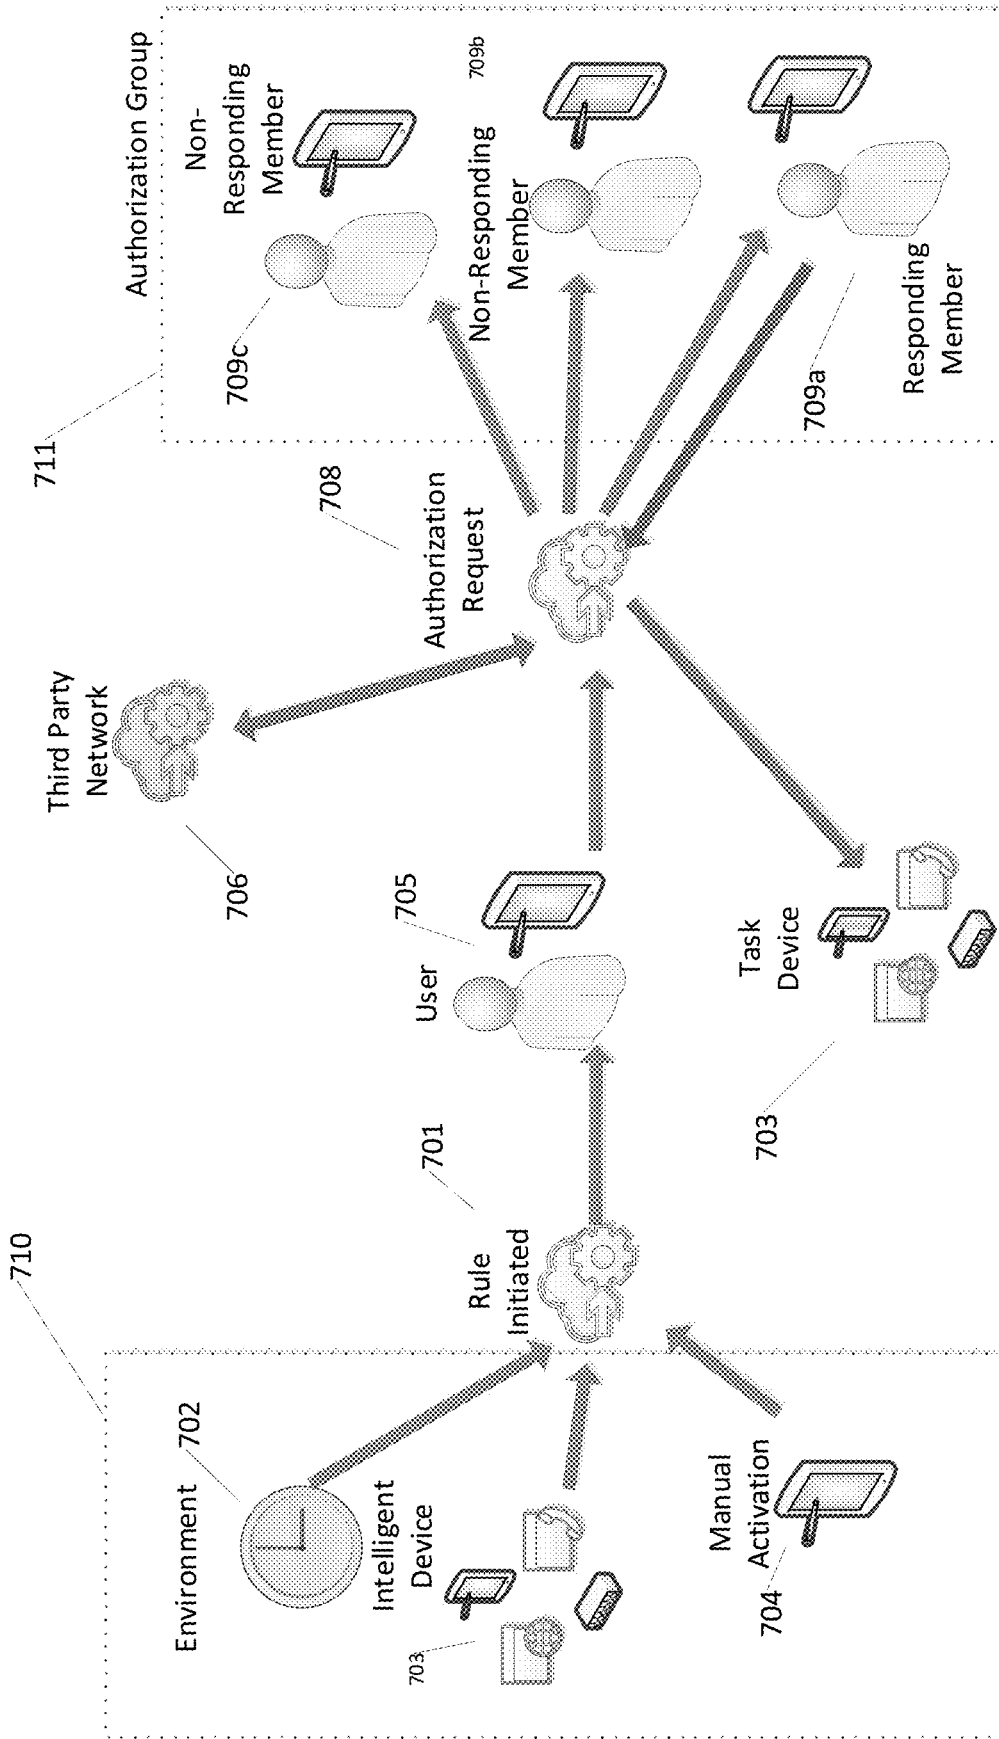 710
Environment
702
Intelligent
Device
703
Manual
Activation
704
Rule
Initiated
701
User
705
Third Party
Network
706
Task
Device
703
Authorization
Request
708
711
Authorization Group
Non-
Responding
Member
709c
Non-Responding
Member
709b
Responding
Member
709a